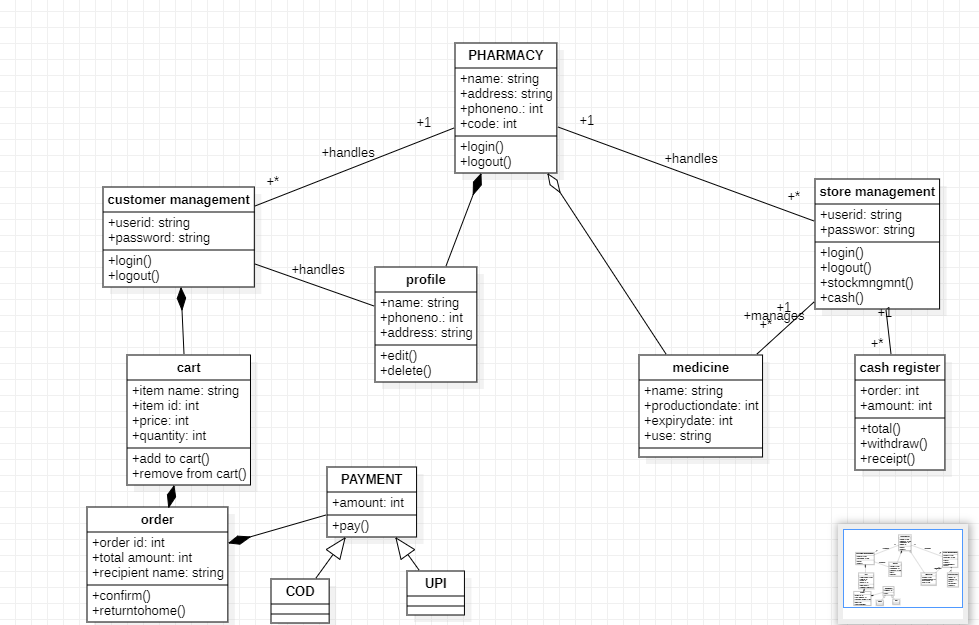 PHARMACY
+name: string
+address: string
+phoneno.: int
+code: int
+login()
+logout()
+1
+handles
+*
+1
+handles
+*
customer management
+userid: string
+password: string
+login()
+logout()
store management
+userid: string
+passwor: string
+login()
+logout()
+stockmngmnt()
+cash()
+handles
profile
+name: string
+phoneno.: int
+address: string
+edit()
+delete()
+1
+manages
+*
+1
+*
cart
+item name: string
+item id: int
+price: int
+quantity: int
+add to cart()
+remove from cart()
medicine
+name: string
+productiondate: int
+expirydate: int
+use: string
cash register
+order: int
+amount: int
+total()
+withdraw()
+receipt()
PAYMENT
+amount: int
+pay()
order
+order id: int
+total amount: int
+recipient name: string
+confirm()
+returntohome()
COD
UPI